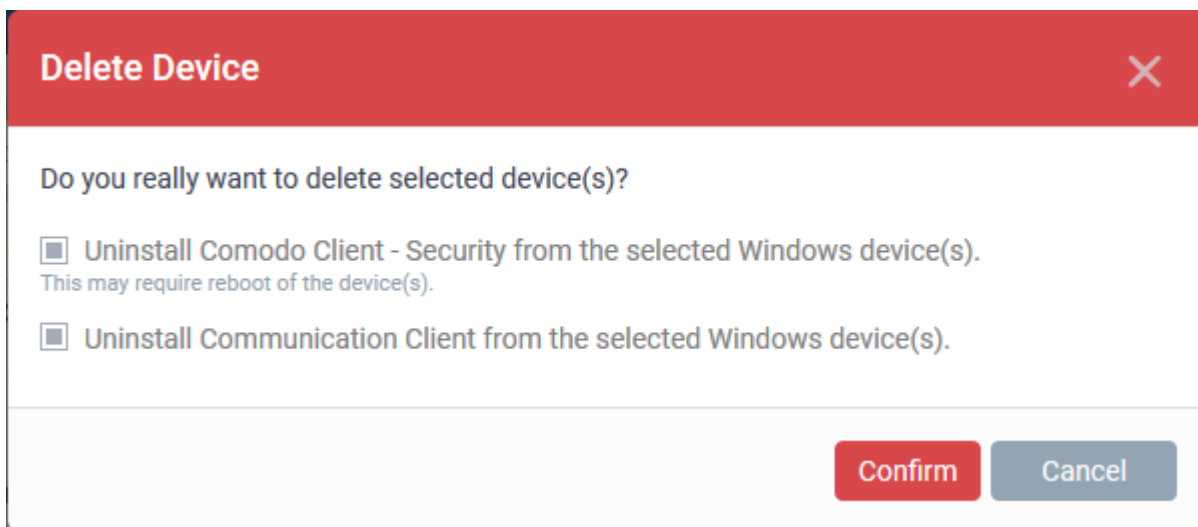 Delete Device
Do you really want to delete selected device(s)?
Uninstall Comodo Client - Security from the selected Windows device(s).
This may require reboot of the device(s).
Uninstall Communication Client from the selected Windows device(s).
Confirm
Cancel